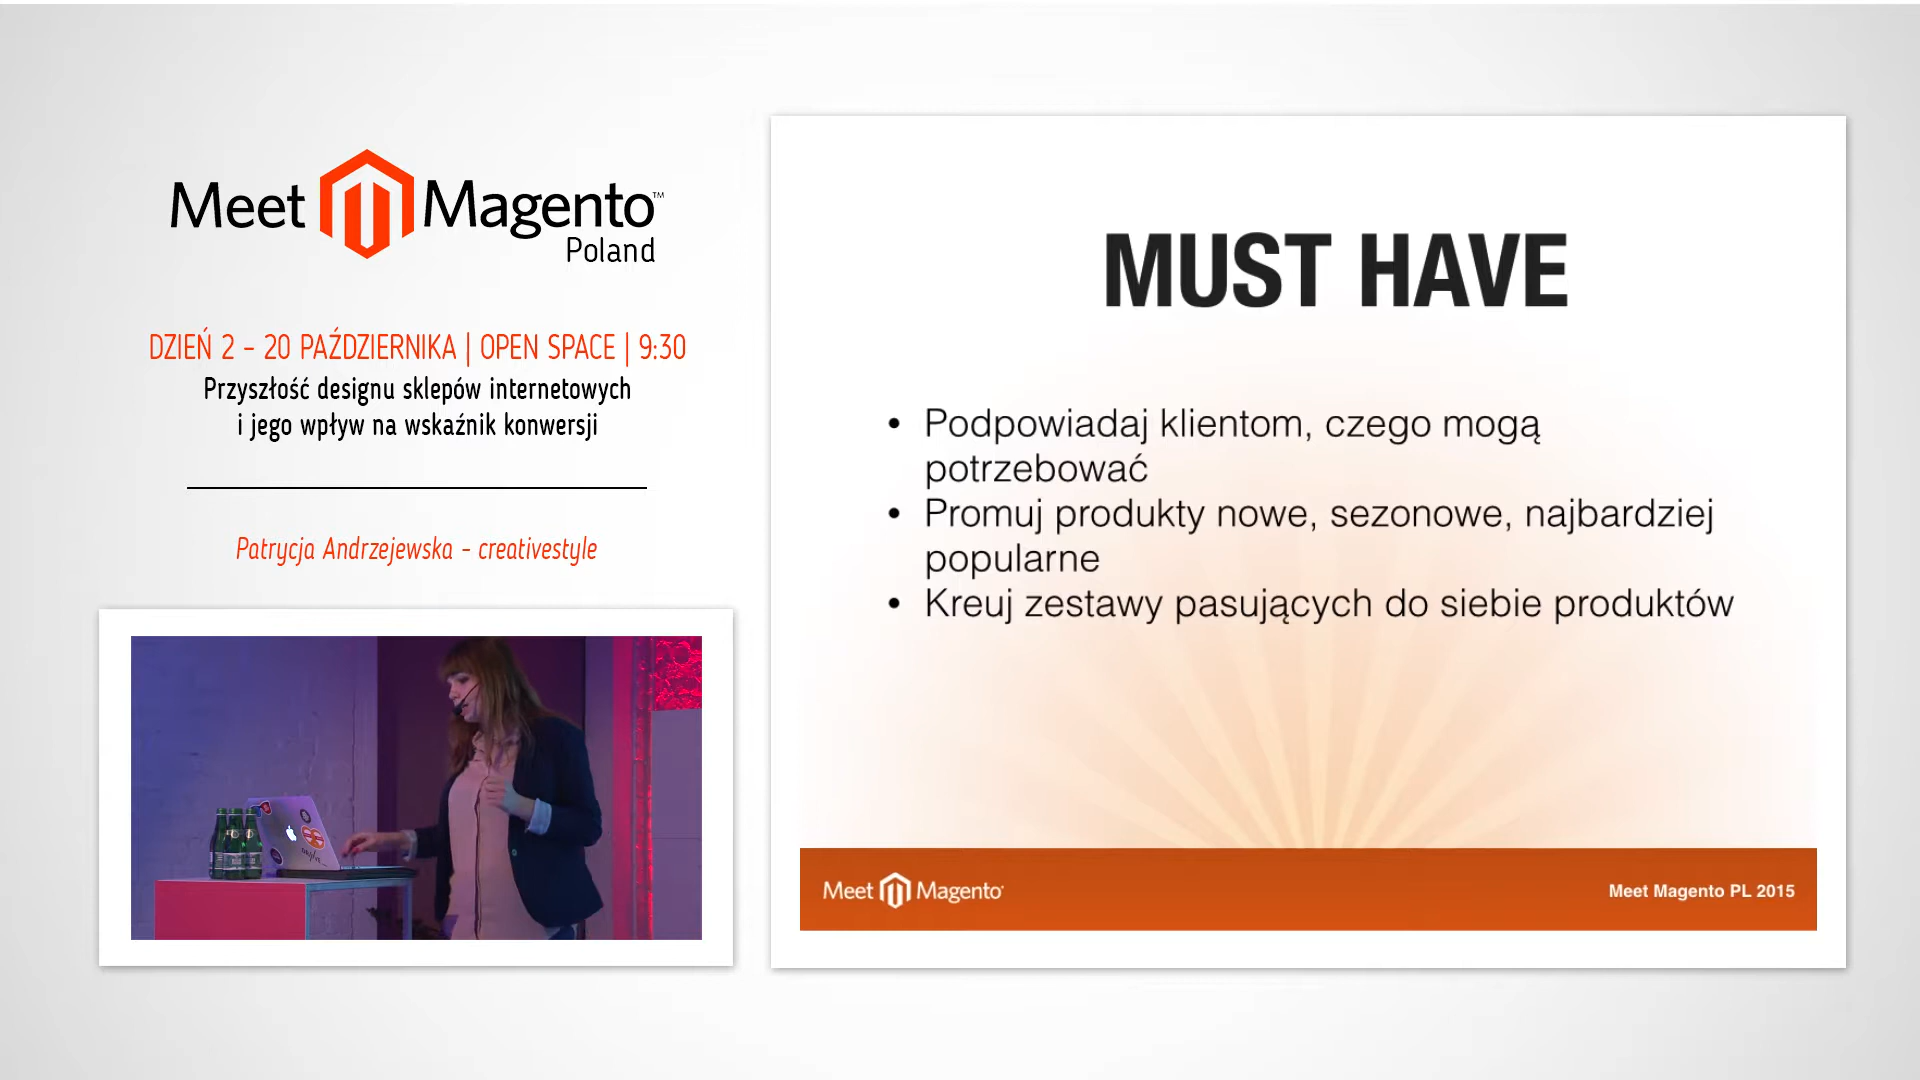 Meet Magento™
Poland
DZIEŃ 2 – 20 PAŹDZIERNIKA | OPEN SPACE | 9:30
Przyszłość designu sklepów internetowych
i jego wpływ na wskaźnik konwersji
Patrycja Andrzejewska - creativestyle
MUST HAVE
• Podpowiadaj klientom, czego mogą
potrzebować
• Promuj produkty nowe, sezonowe, najbardziej
popularne
• Kreuj zestawy pasujących do siebie produktów
Meet Magento
Meet Magento PL 2015